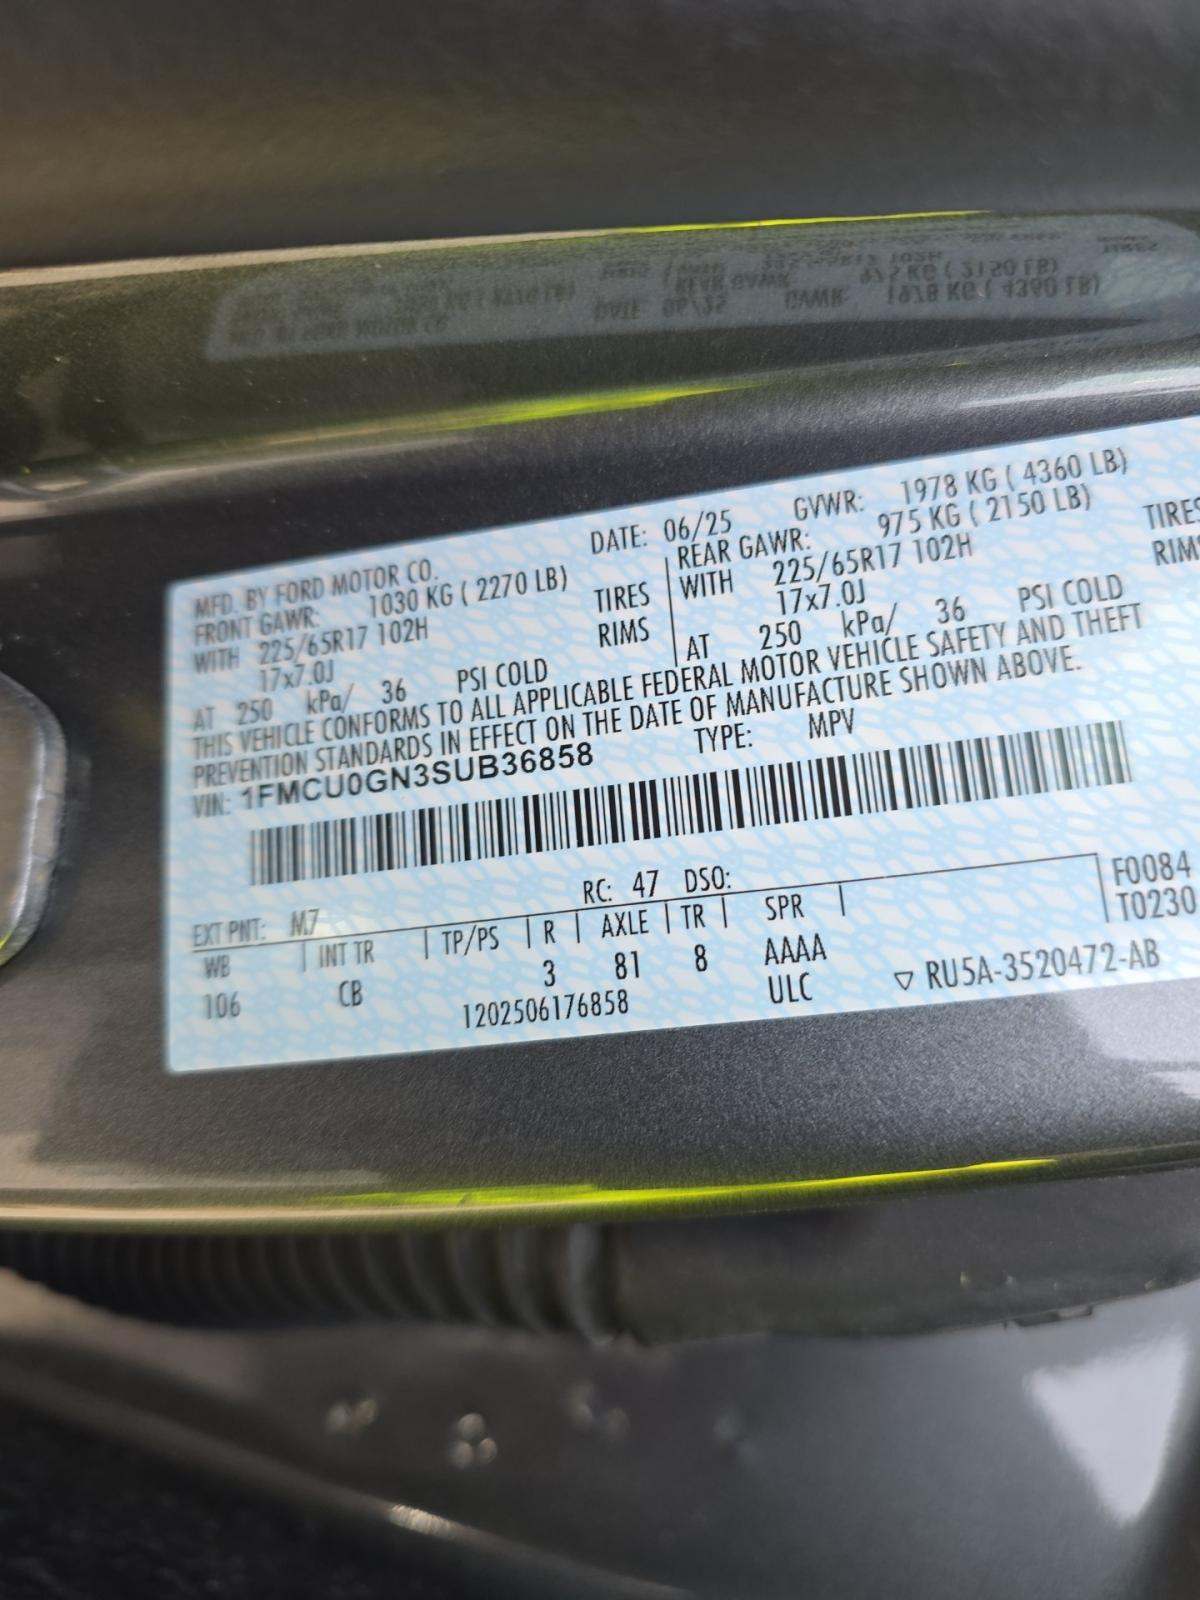 MFD. BY FORD MOTOR CO.
DATE: 06/25
GVWR: 1978 KG ( 4360 LB)
FRONT GAWR: 1030 KG ( 2270 LB)
REAR GAWR: 975 KG ( 2150 LB)
WITH 225/65R17 102H TIRES
WITH 225/65R17 102H TIRES
17x7.0J RIMS
17x7.0J
AT 250 kPa/ 36 PSI COLD
AT 250 kPa/ 36 PSI COLD
THIS VEHICLE CONFORMS TO ALL APPLICABLE FEDERAL MOTOR VEHICLE SAFETY AND THEFT
PREVENTION STANDARDS IN EFFECT ON THE DATE OF MANUFACTURE SHOWN ABOVE.
VIN: 1FMCU0GN3SUB36858
TYPE: MPV
EXT PNT: M7 RC: 47 DSO:
WB INT TR TP/PS R AXLE TR SPR
106 CB 3 81 8 AAAA
F0084
T0230
1202506176858 ULC ▽ RU5A-3520472-AB